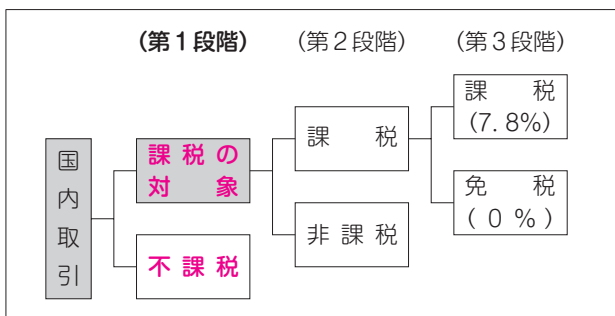 (第1段階)
(第2段階)
(第3段階)
国内取引
課税の
対象
不課税
課税
非課税
課税
(7.8%)
免税
(0%)